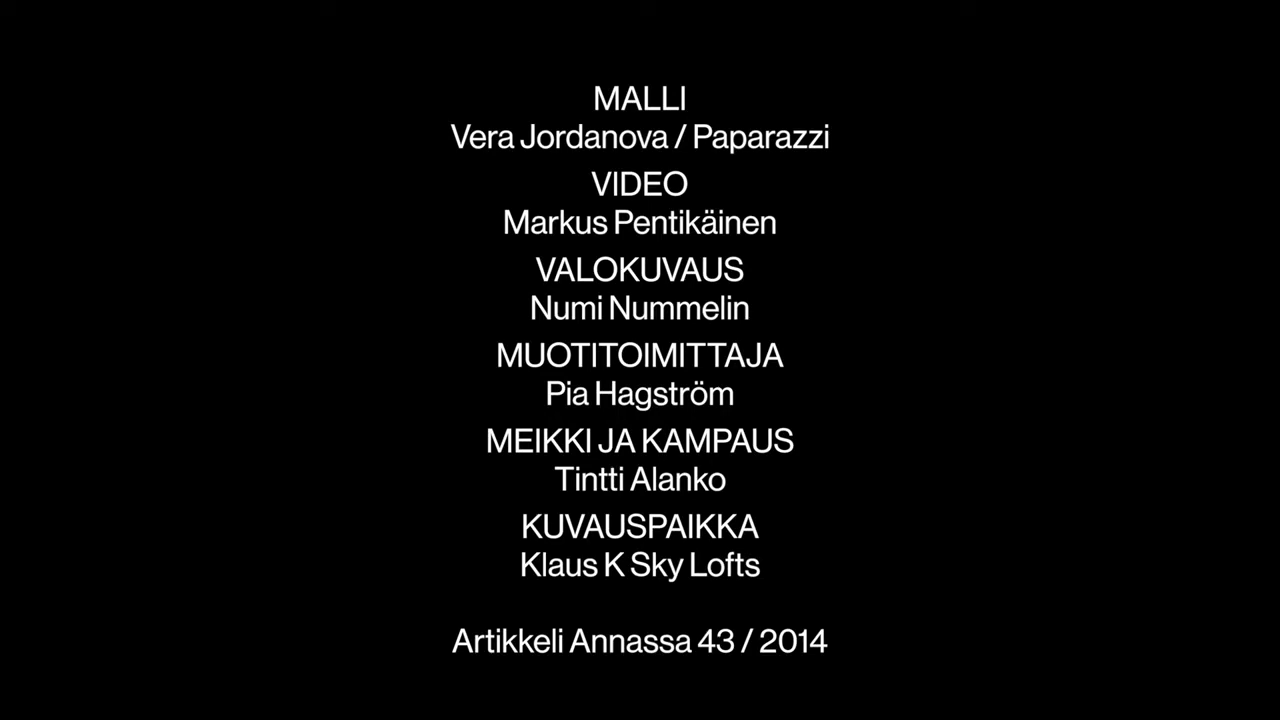 MALLI
Vera Jordanova / Paparazzi
VIDEO
Markus Pentikäinen
VALOKUVAUS
Numi Nummelin
MUOTITOIMITTAJA
Pia Hagström
MEIKKI JA KAMPAUS
Tintti Alanko
KUVAUSPAIKKA
Klaus K Sky Lofts
Artikkeli Annassa 43 / 2014